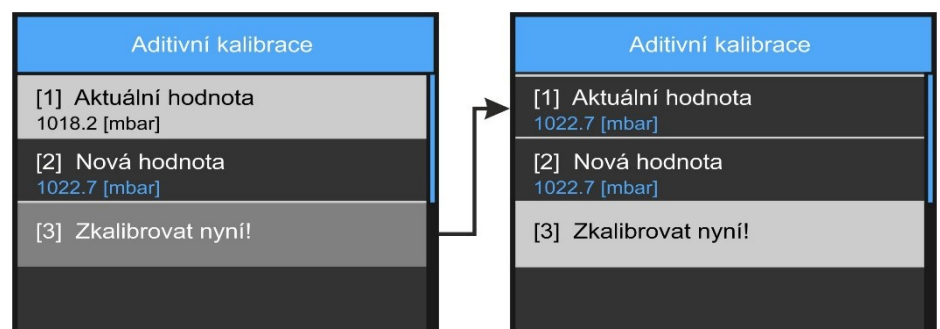 Aditivní kalibrace
[1] Aktuální hodnota
1018.2 [mbar]
[2] Nová hodnota
1022.7 [mbar]
[3] Zkalibrovat nyní!
Aditivní kalibrace
[1] Aktuální hodnota
1022.7 [mbar]
[2] Nová hodnota
1022.7 [mbar]
[3] Zkalibrovat nyní!